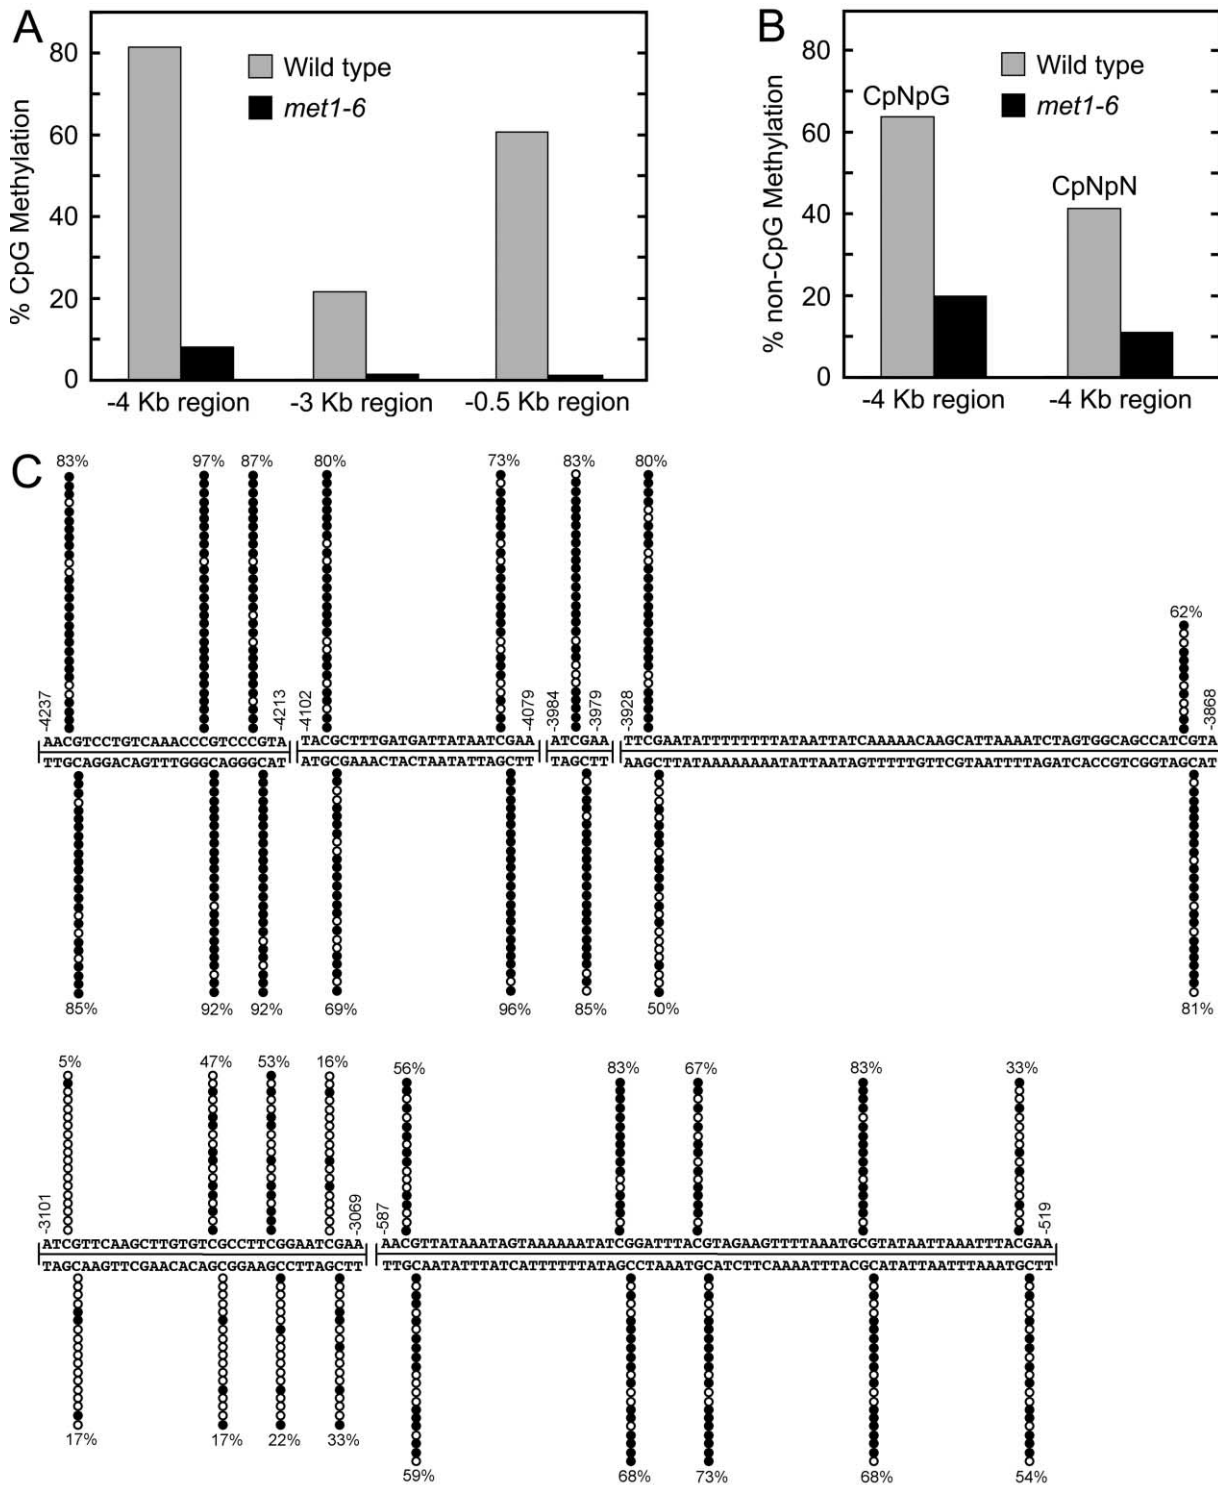 A
% CpG Methylation
80
60
40
20
0
Wild type
met1-6
-4 Kb region
-3 Kb region
-0.5 Kb region
B
% non-CpG Methylation
80
60
40
20
0
Wild type
met1-6
CpNpG
CpNpN
-4 Kb region
-4 Kb region
C
83% 97% 87% 80% 73% 83% 80% 62%
-4237 -4213 -4102 -4079 -3984 -3979 -3928 -3868
AACGTCCTGTCAAACCCGTCCCGTA TACGCTTTGATGATTATAATCGAA ATCGAA TTCGAATATTTTTTTTATAATTATCAAAAACAAGCATTAAAATCTAGTGGCAGCCATCGTA
TTGCAGGACAGTTTGGGCAGGGCAT ATGCGAAACTACTAATATTAGCTT TAGCTT AAGCTTATAAAAAAAATATTAATAGTTTTTGTTCGTAATTTTAGATCACCGTCGGTAGCAT
85% 92% 92% 69% 96% 85% 50% 81%
5% 47% 53% 16% 56% 83% 67% 83% 33%
-3101 -3069 -587 -519
ATCGTTCAAGCTTGTGTCGCCTTCGGAATCGAA AACGTTATAAATAGTAAAAAATATCGGATTTACGTAGAAGTTTTAAATGCGTATAATTAAATTTACGAA
TAGCAAGTTCGAACACAGCGGAAGCCTTAGCTT TTGCAATATTTATCATTTTTTATAGCCTAAATGCATCTTCAAAATTTACGCATATTAATTTAAATGCTT
17% 17% 22% 33% 59% 68% 73% 68% 54%